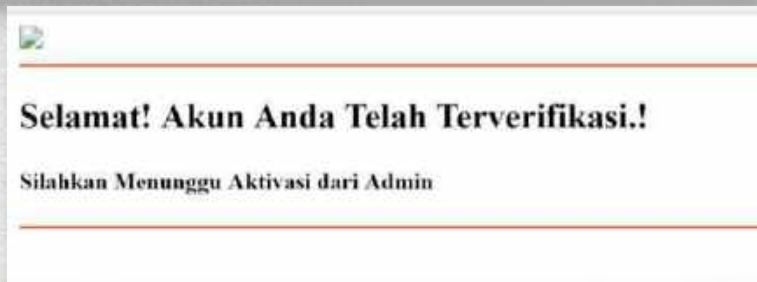 Selamat! Akun Anda Telah Terverifikasi.!
Silahkan Menunggu Aktivasi dari Admin